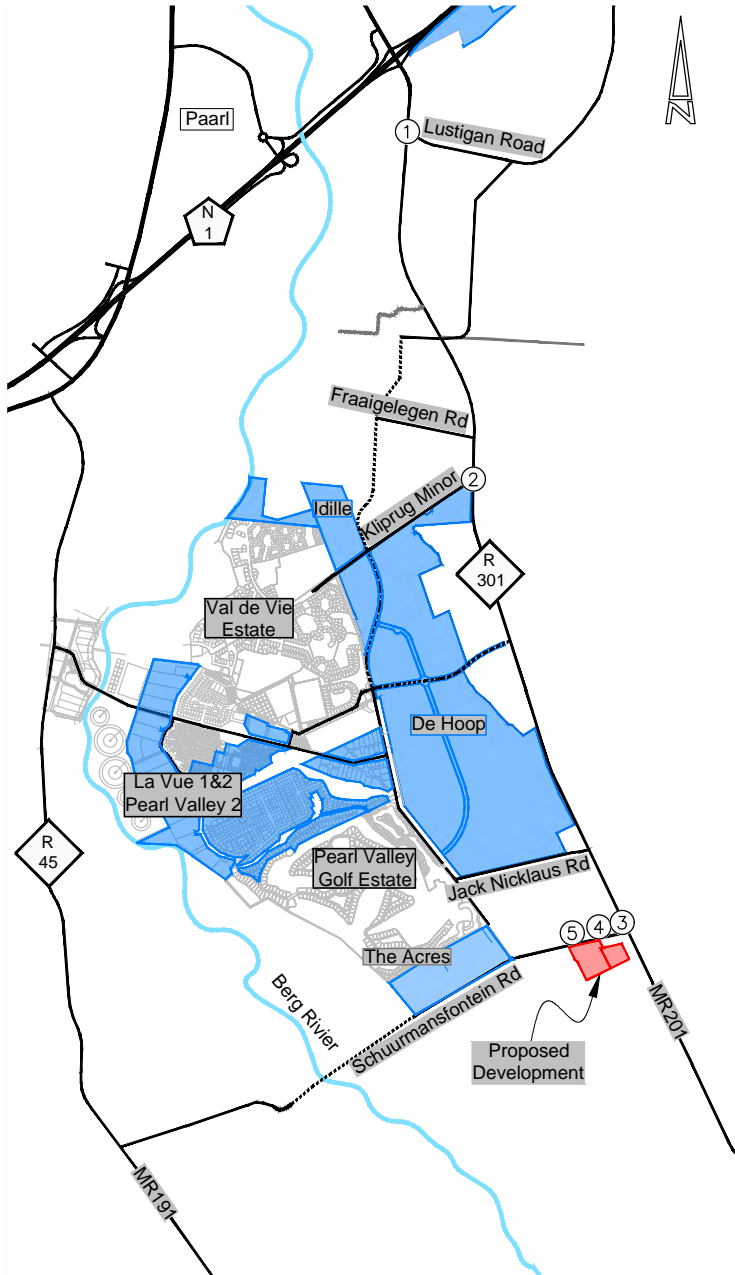 Paarl
1
Lustigan Road
N
1
Fraaigelegen Rd
2
Kliprug Minor
Idille
R
301
Val de Vie
Estate
De Hoop
La Vue 1&2
Pearl Valley 2
R
45
Pearl Valley
Golf Estate
Jack Nicklaus Rd
5
4
3
The Acres
Schuurmansfontein Rd
Berg Rivier
MR201
Proposed
Development
MR191
N